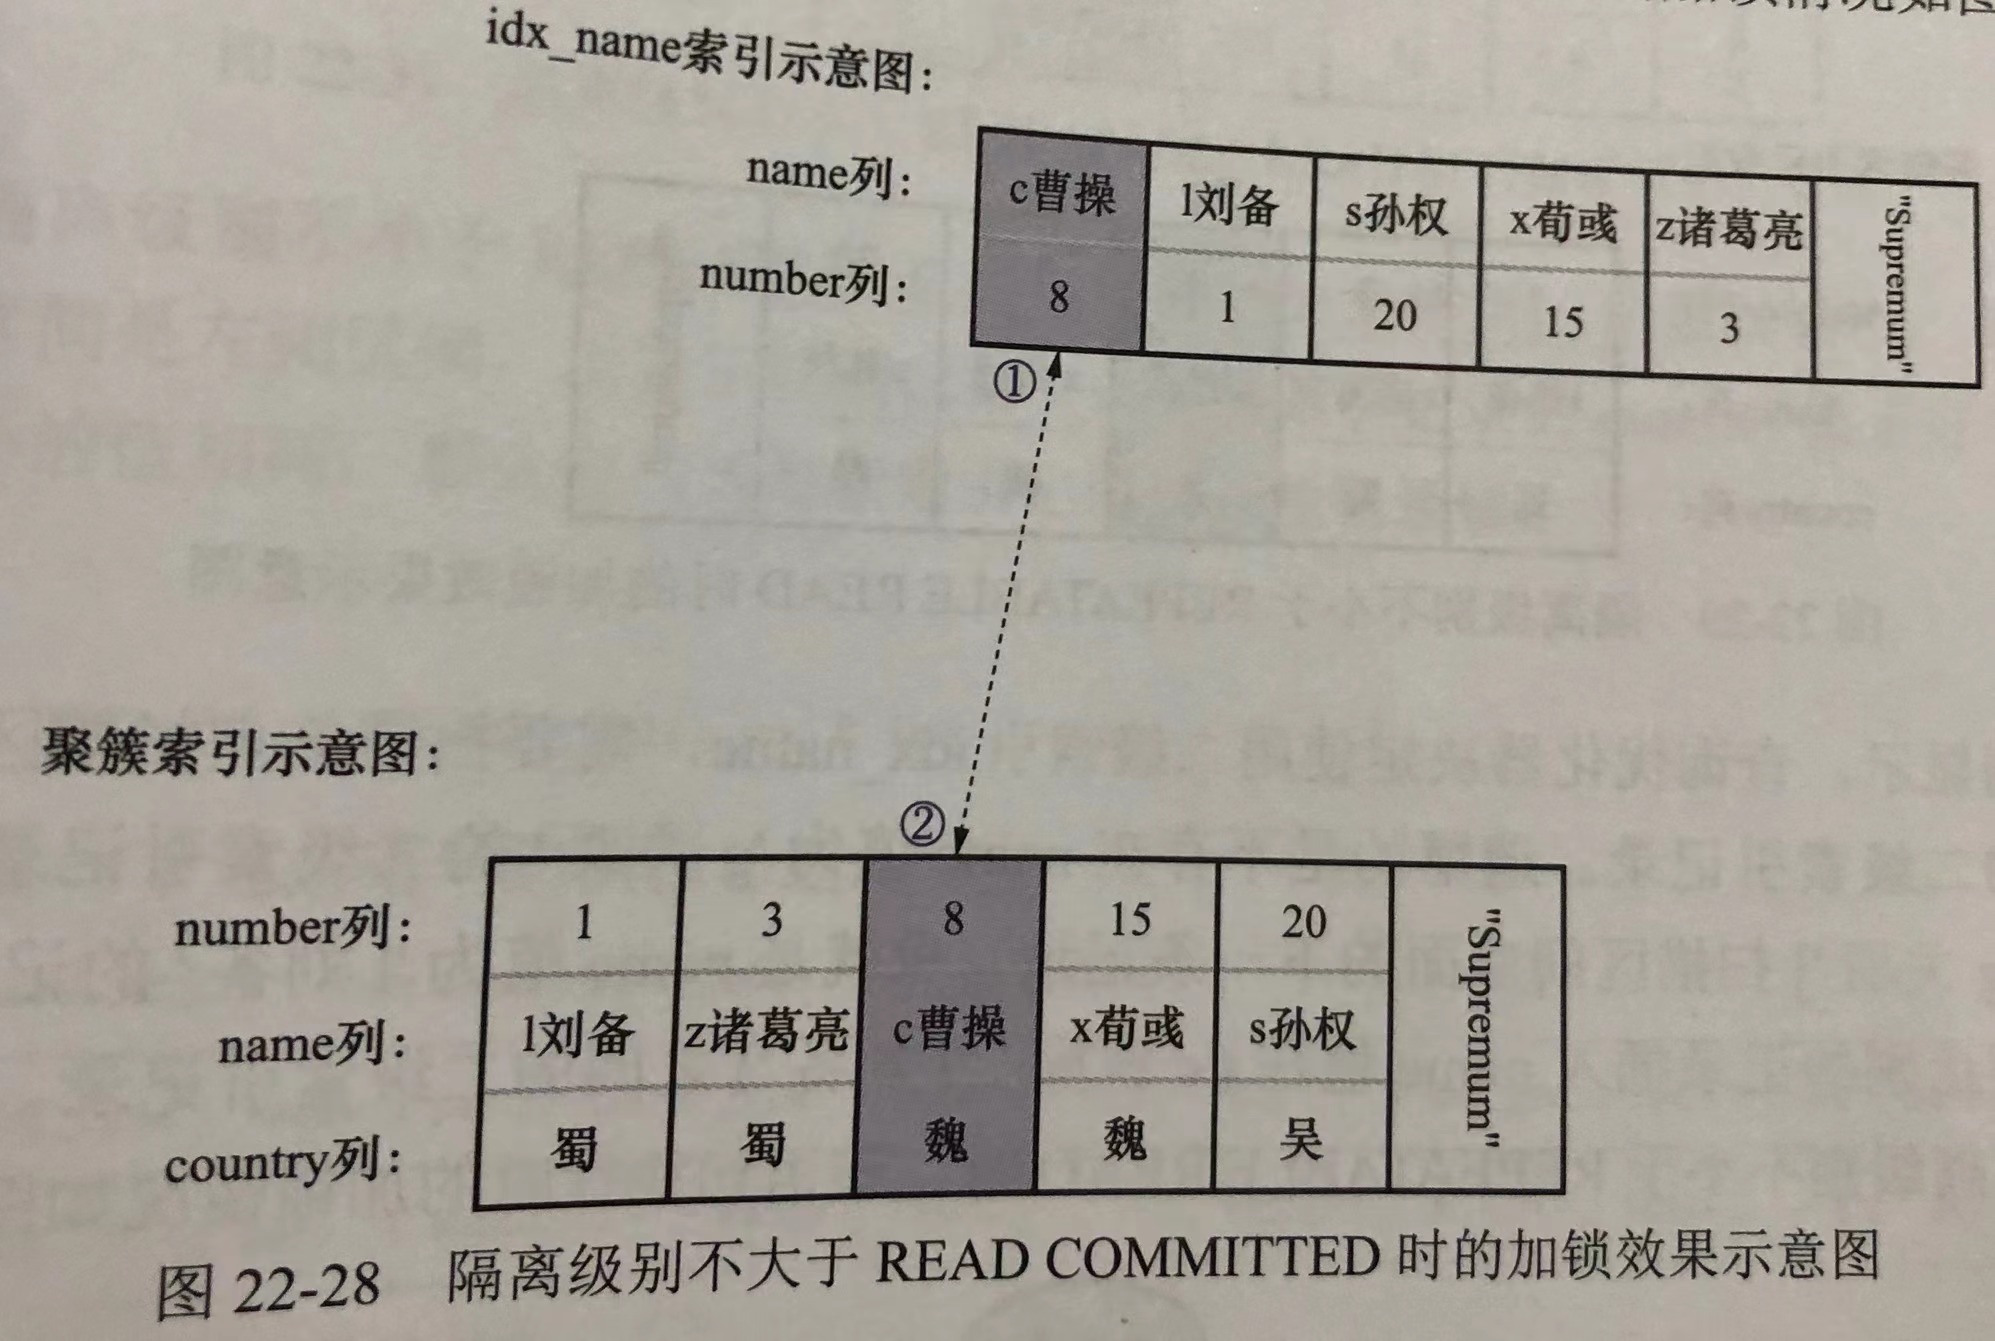 idx_name索引示意图：
name列： c曹操 l刘备 s孙权 x荀彧 z诸葛亮 "Supremum"
number列： 8 1 20 15 3
①
聚簇索引示意图：
②
number列： 1 3 8 15 20 "Supremum"
name列： l刘备 z诸葛亮 c曹操 x荀彧 s孙权
country列： 蜀 蜀 魏 魏 吴
图 22-28 隔离级别不大于 READ COMMITTED 时的加锁效果示意图